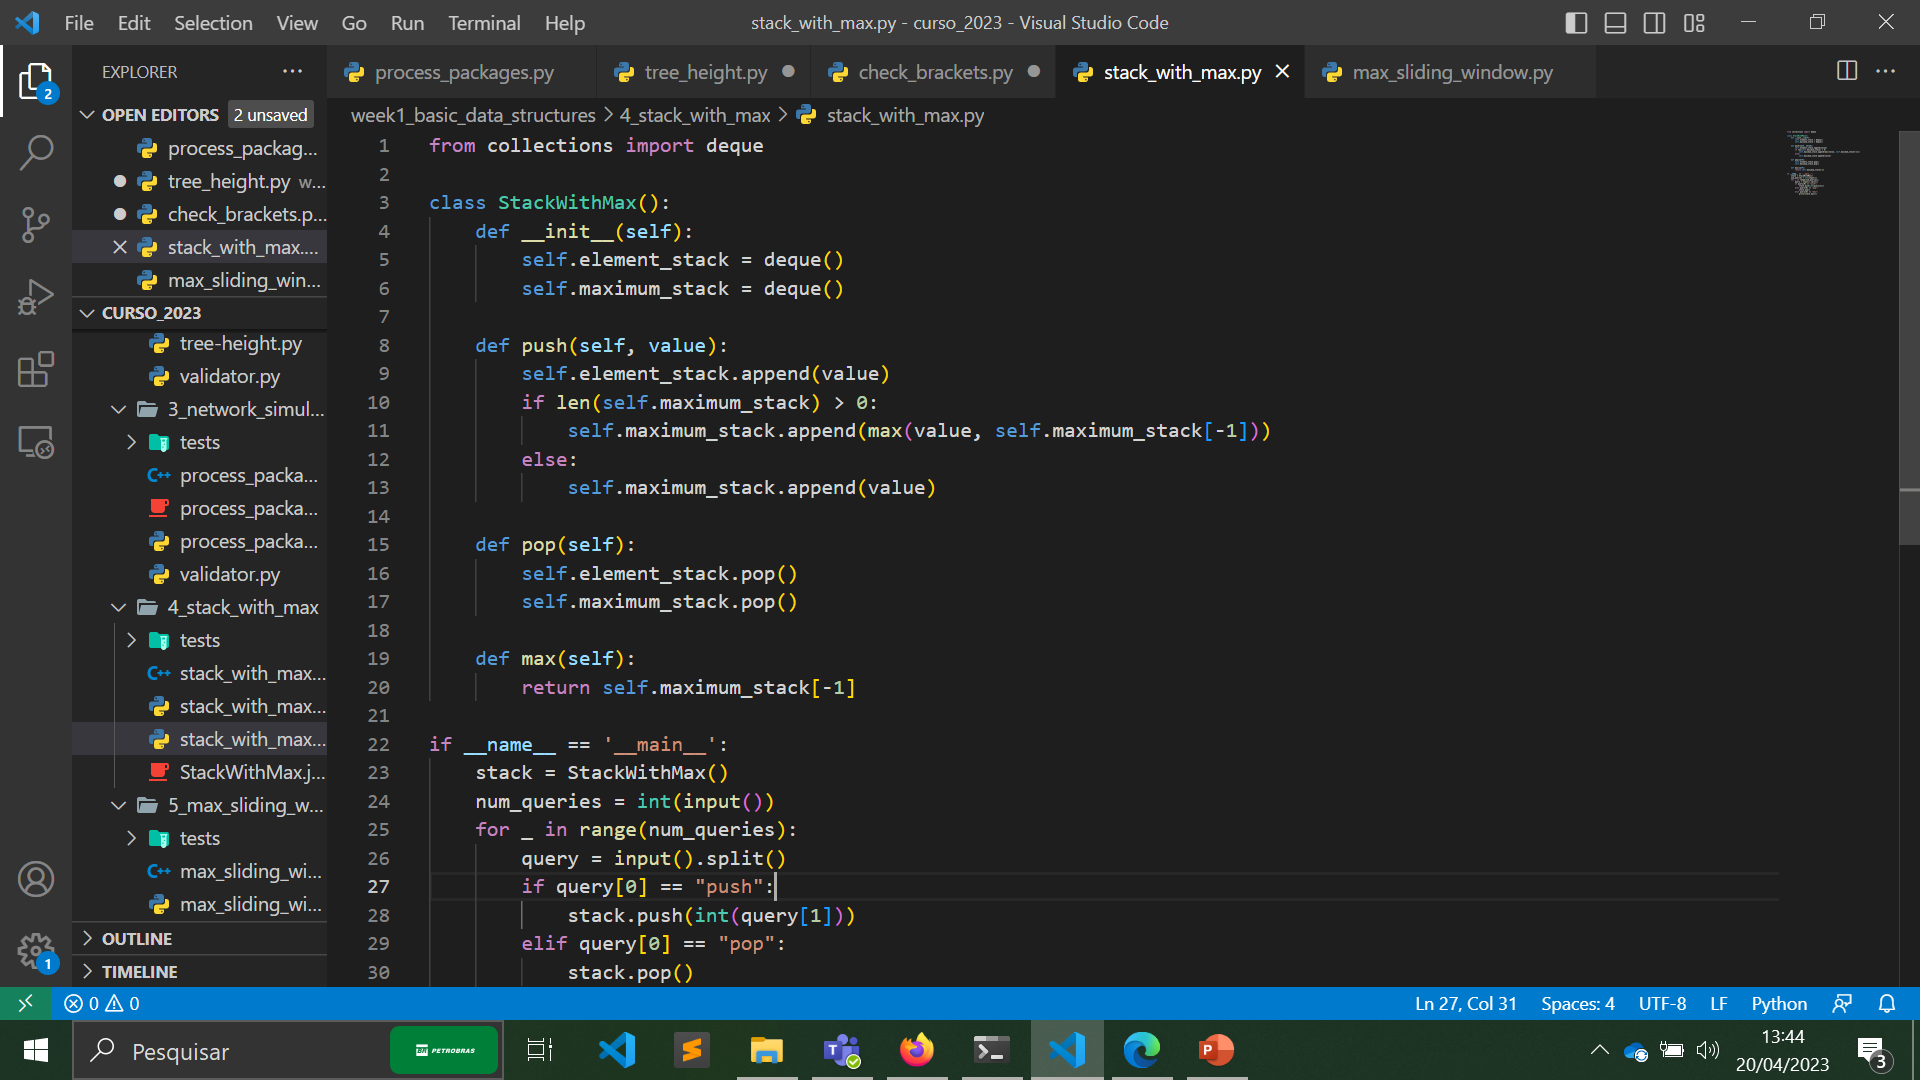 File Edit Selection View Go Run Terminal Help
stack_with_max.py - curso_2023 - Visual Studio Code
EXPLORER
process_packages.py
tree_height.py
check_brackets.py
stack_with_max.py
max_sliding_window.py
2
OPEN EDITORS 2 unsaved
process_packag...
tree_height.py w...
check_brackets.p...
stack_with_max....
max_sliding_win...
CURSO_2023
tree-height.py
validator.py
3_network_simul...
tests
process_packa...
process_packa...
process_packa...
validator.py
4_stack_with_max
tests
stack_with_max...
stack_with_max...
stack_with_max...
StackWithMax.j...
5_max_sliding_w...
tests
max_sliding_wi...
max_sliding_wi...
OUTLINE
TIMELINE
1
week1_basic_data_structures > 4_stack_with_max > stack_with_max.py
1 from collections import deque
2
3 class StackWithMax():
4 def __init__(self):
5 self.element_stack = deque()
6 self.maximum_stack = deque()
7
8 def push(self, value):
9 self.element_stack.append(value)
10 if len(self.maximum_stack) > 0:
11 self.maximum_stack.append(max(value, self.maximum_stack[-1]))
12 else:
13 self.maximum_stack.append(value)
14
15 def pop(self):
16 self.element_stack.pop()
17 self.maximum_stack.pop()
18
19 def max(self):
20 return self.maximum_stack[-1]
21
22 if __name__ == '__main__':
23 stack = StackWithMax()
24 num_queries = int(input())
25 for _ in range(num_queries):
26 query = input().split()
27 if query[0] == "push":
28 stack.push(int(query[1]))
29 elif query[0] == "pop":
30 stack.pop()
0 0
Ln 27, Col 31 Spaces: 4 UTF-8 LF Python
Pesquisar
BR PETROBRAS
13:44
20/04/2023
3